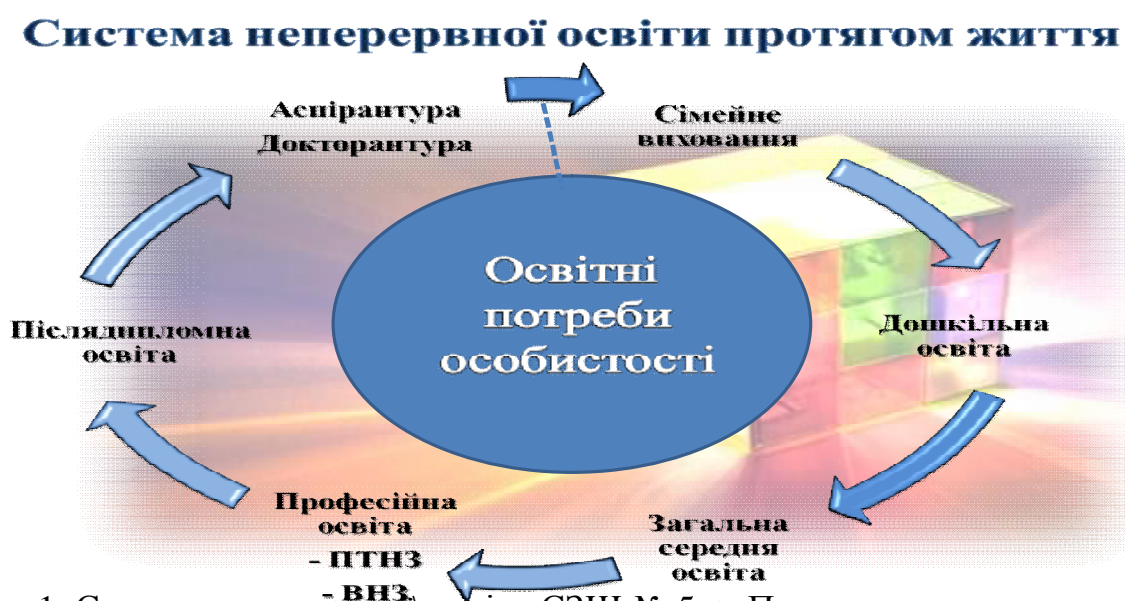 Система неперервної освіти протягом життя
Аспірантура
Докторантура
Сімейне
виховання
Освітні
потреби
особистості
Дошкільна
освіта
Післядипломна
освіта
Загальна
середня
освіта
Професійна
освіта
- ПТНЗ
- ВНЗ